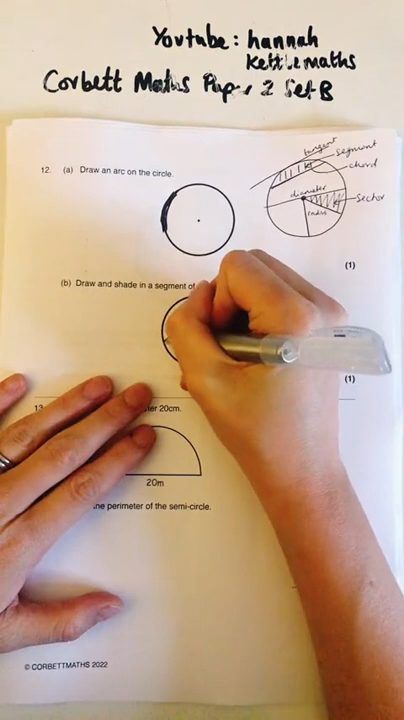 Youtube: hannah
kettlemaths
Corbett Maths Paper 2 Set B
12. (a) Draw an arc on the circle.
tangent
segment
chord
diameter
sector
radius
(1)
(b) Draw and shade in a segment of
(1)
13 ter 20cm.
20m
the perimeter of the semi-circle.
© CORBETTMATHS 2022